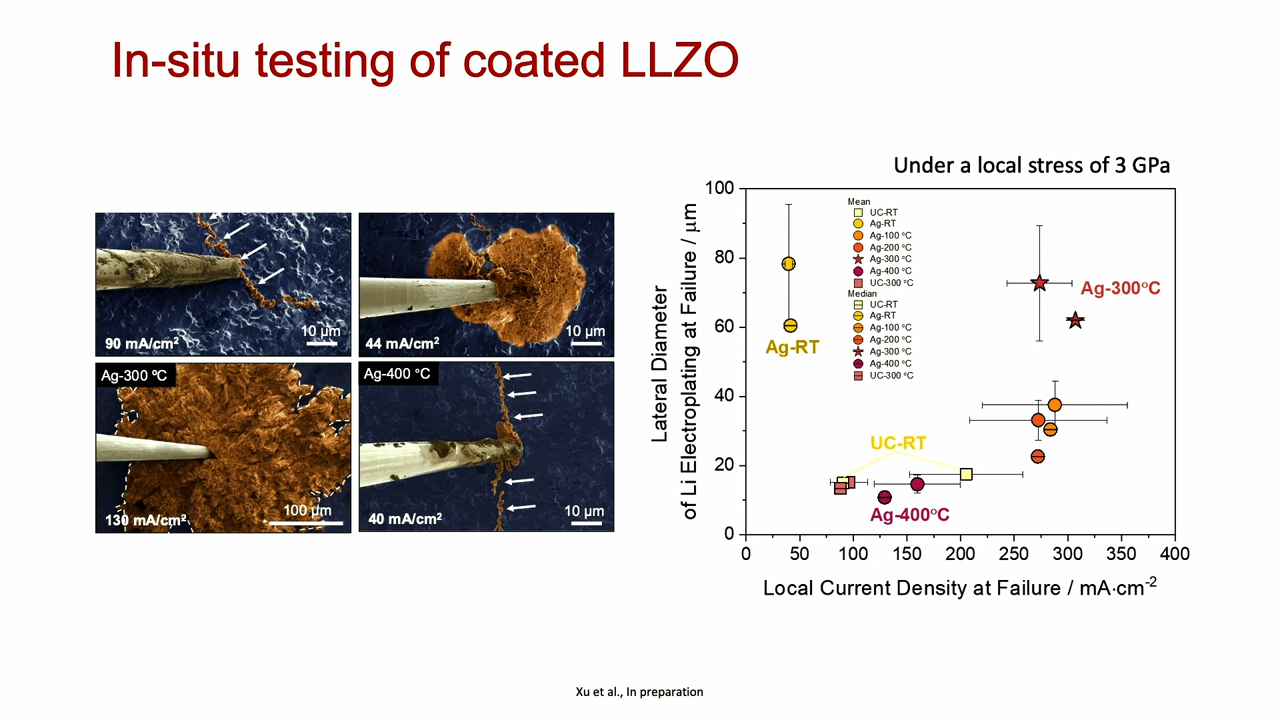 In-situ testing of coated LLZO
10 µm
90 mA/cm²
10 µm
44 mA/cm²
Ag-300 ºC
100 µm
130 mA/cm²
Ag-400 °C
10 µm
40 mA/cm²
Under a local stress of 3 GPa
Lateral Diameter
of Li Electroplating at Failure / µm
100
80
60
40
20
0
Mean
UC-RT
Ag-RT
Ag-100 °C
Ag-200 °C
Ag-300 °C
Ag-400 °C
UC-300 °C
Median
UC-RT
Ag-RT
Ag-100 °C
Ag-200 °C
Ag-300 °C
Ag-400 °C
UC-300 °C
Ag-RT
Ag-300°C
UC-RT
Ag-400°C
0 50 100 150 200 250 300 350 400
Local Current Density at Failure / mA·cm⁻²
Xu et al., In preparation